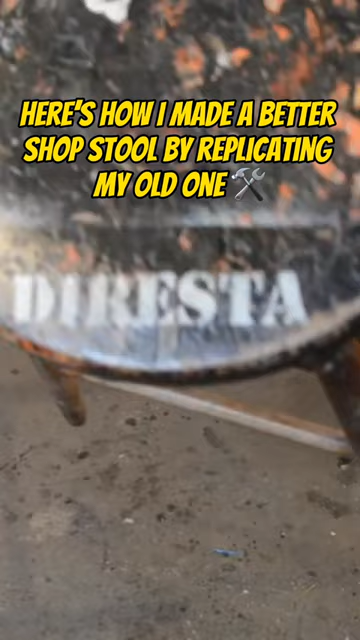 HERE'S HOW I MADE A BETTER
SHOP STOOL BY REPLICATING
MY OLD ONE 🛠️
DIRESTA